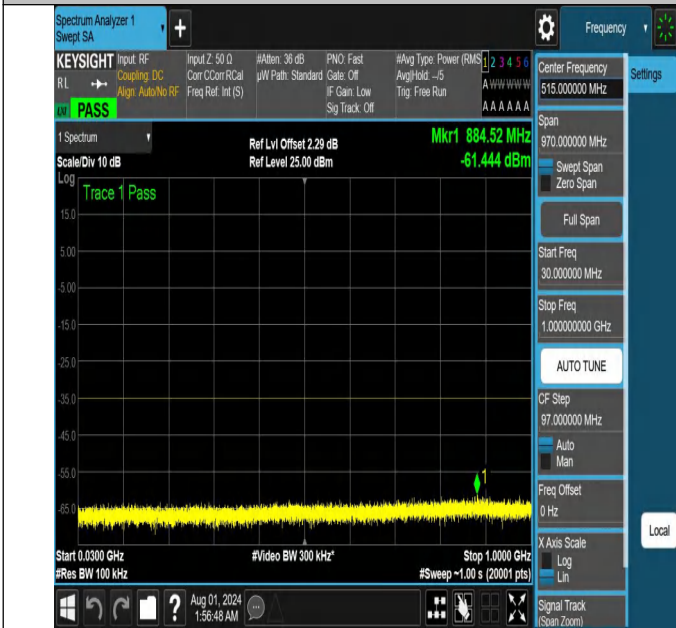 Spectrum Analyzer 1
Swept SA
+
Frequency
KEYSIGHT
RL
PASS
Input: RF
Coupling: DC
Align: Auto/No RF
Input Z: 50 Ω
Corr CCorr RCal
Freq Ref: Int (S)
#Atten: 36 dB
µW Path: Standard
PNO: Fast
Gate: Off
IF Gain: Low
Sig Track: Off
#Avg Type: Power (RMS
Avg|Hold: --/5
Trig: Free Run
1 2 3 4 5 6
A W W W W W
A A A A A A
1 Spectrum
Scale/Div 10 dB
Ref Lvl Offset 2.29 dB
Ref Level 25.00 dBm
Mkr1 884.52 MHz
-61.444 dBm
Log
Trace 1 Pass
15.0
5.00
-5.00
-15.0
-25.0
-35.0
-45.0
-55.0
-65.0
1
Start 0.0300 GHz
#Res BW 100 kHz
#Video BW 300 kHz*
Stop 1.0000 GHz
#Sweep ~1.00 s (20001 pts)
?
Aug 01, 2024
1:56:48 AM
Center Frequency
515.000000 MHz
Span
970.000000 MHz
Swept Span
Zero Span
Full Span
Start Freq
30.000000 MHz
Stop Freq
1.000000000 GHz
AUTO TUNE
CF Step
97.000000 MHz
Auto
Man
Freq Offset
0 Hz
X Axis Scale
Log
Lin
Signal Track
(Span Zoom)
Settings
Local